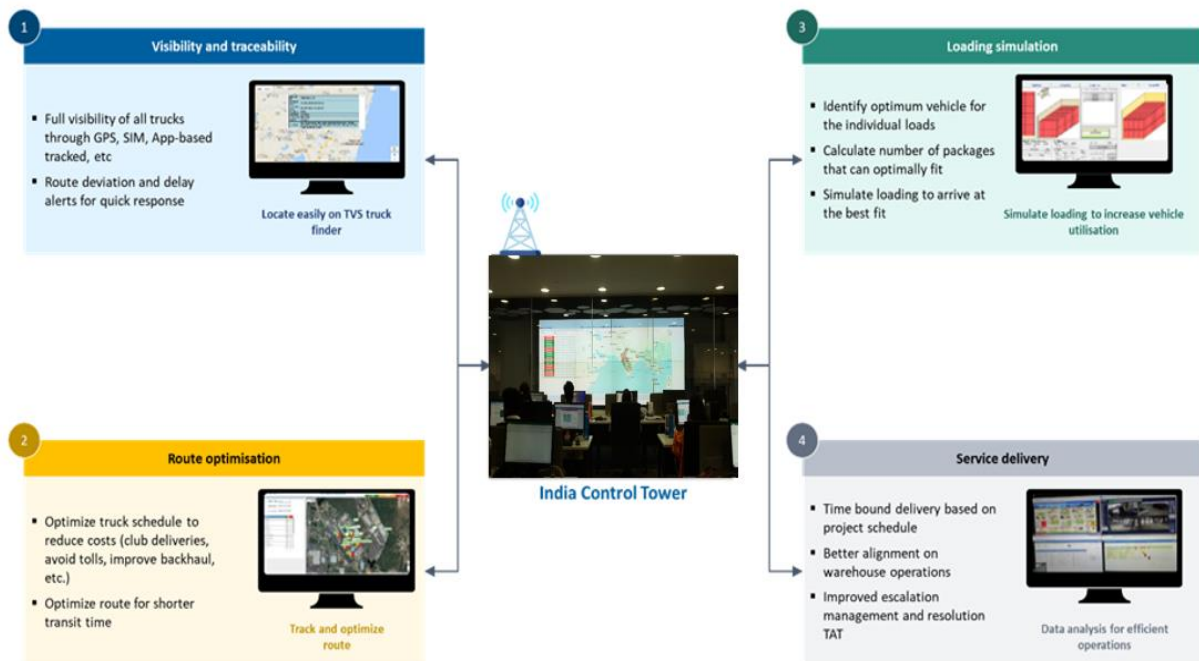 1
Visibility and traceability
▪ Full visibility of all trucks
through GPS, SIM, App-based
tracked, etc
▪ Route deviation and delay
alerts for quick response
Locate easily on TVS truck
finder
2
Route optimisation
▪ Optimize truck schedule to
reduce costs (club deliveries,
avoid tolls, improve backhaul,
etc.)
▪ Optimize route for shorter
transit time
Track and optimize
route
India Control Tower
3
Loading simulation
▪ Identify optimum vehicle for
the individual loads
▪ Calculate number of packages
that can optimally fit
▪ Simulate loading to arrive at
the best fit
Simulate loading to increase vehicle
utilisation
4
Service delivery
▪ Time bound delivery based on
project schedule
▪ Better alignment on
warehouse operations
▪ Improved escalation
management and resolution
TAT
Data analysis for efficient
operations